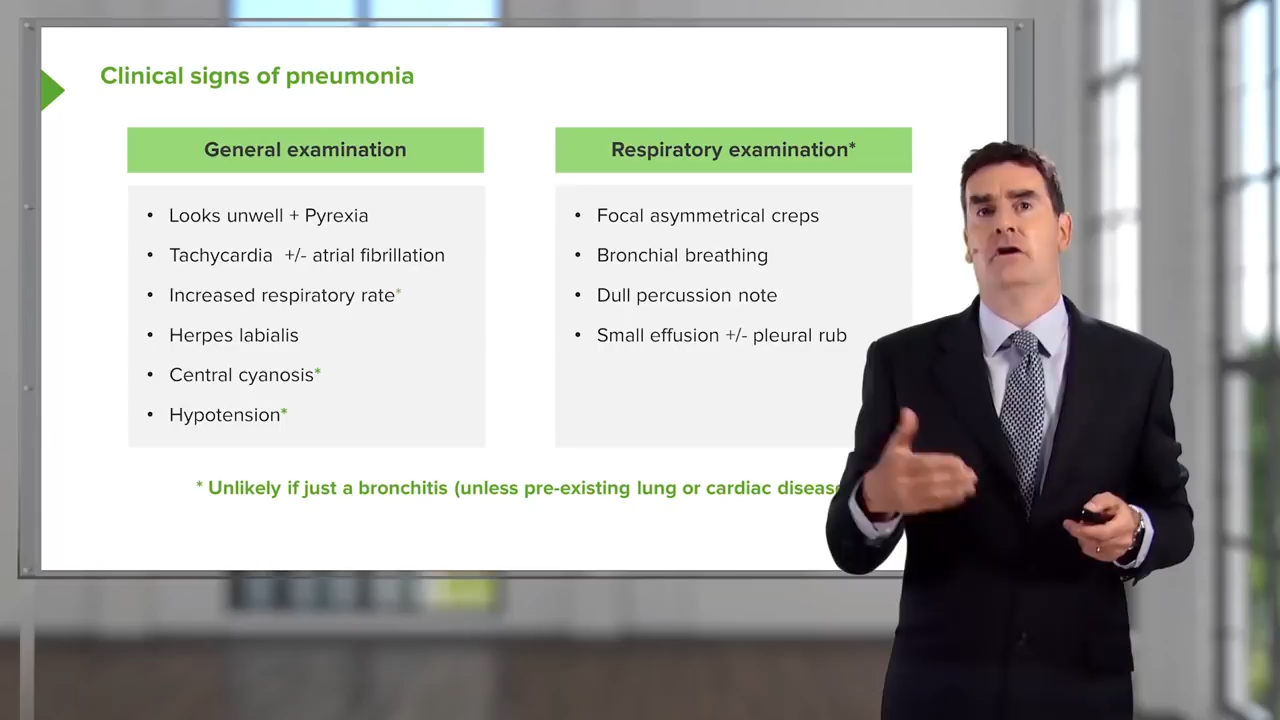 Clinical signs of pneumonia
General examination
• Looks unwell + Pyrexia
• Tachycardia +/- atrial fibrillation
• Increased respiratory rate*
• Herpes labialis
• Central cyanosis*
• Hypotension*
Respiratory examination*
• Focal asymmetrical creps
• Bronchial breathing
• Dull percussion note
• Small effusion +/- pleural rub
* Unlikely if just a bronchitis (unless pre-existing lung or cardiac disease